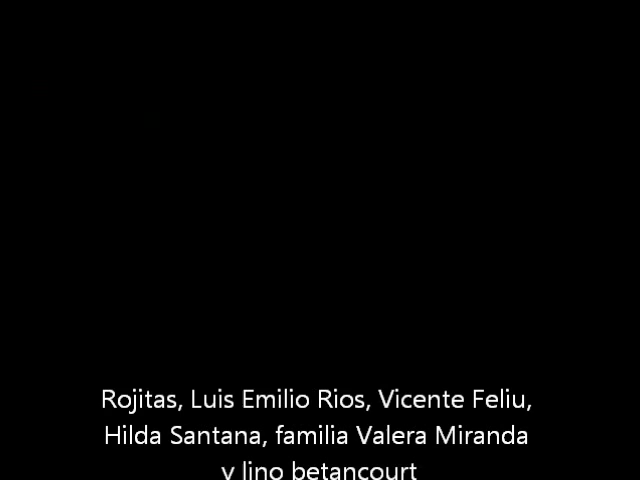 Rojitas, Luis Emilio Rios, Vicente Feliu,
Hilda Santana, familia Valera Miranda
y lino betancourt